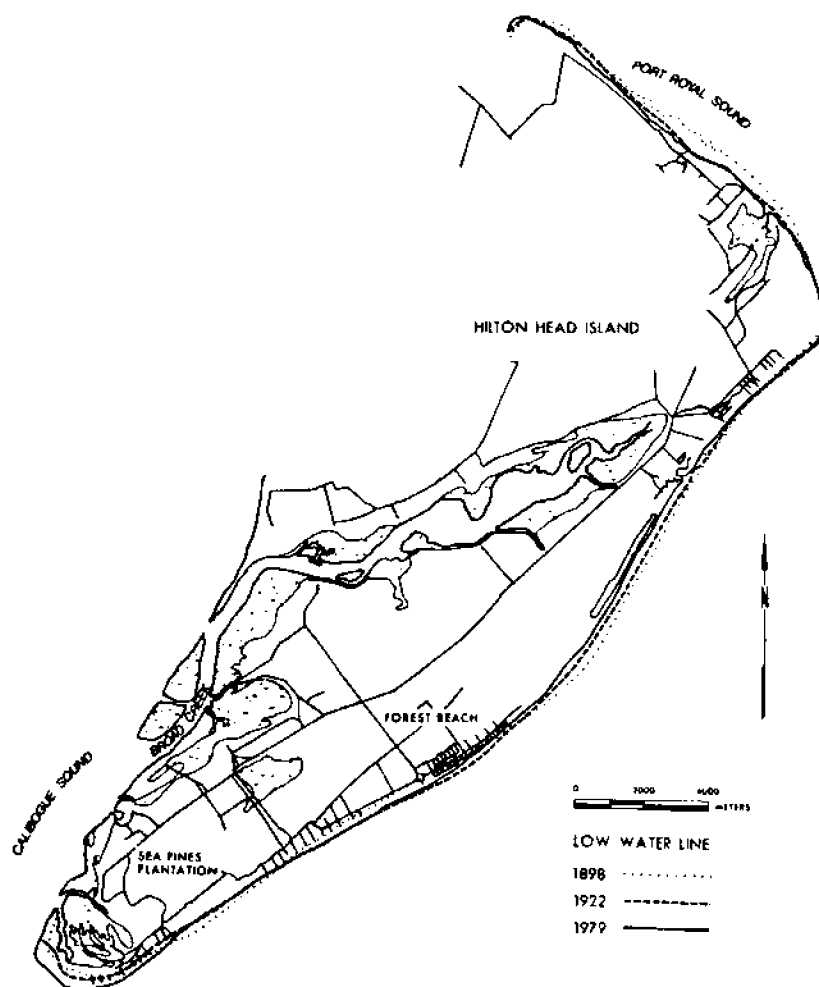 PORT ROYAL SOUND
HILTON HEAD ISLAND
N
FOREST BEACH
BROAD CREEK
CALIBOGUE SOUND
SEA PINES
PLANTATION
0 2000 4000
METERS
LOW WATER LINE
1898
1922
1979